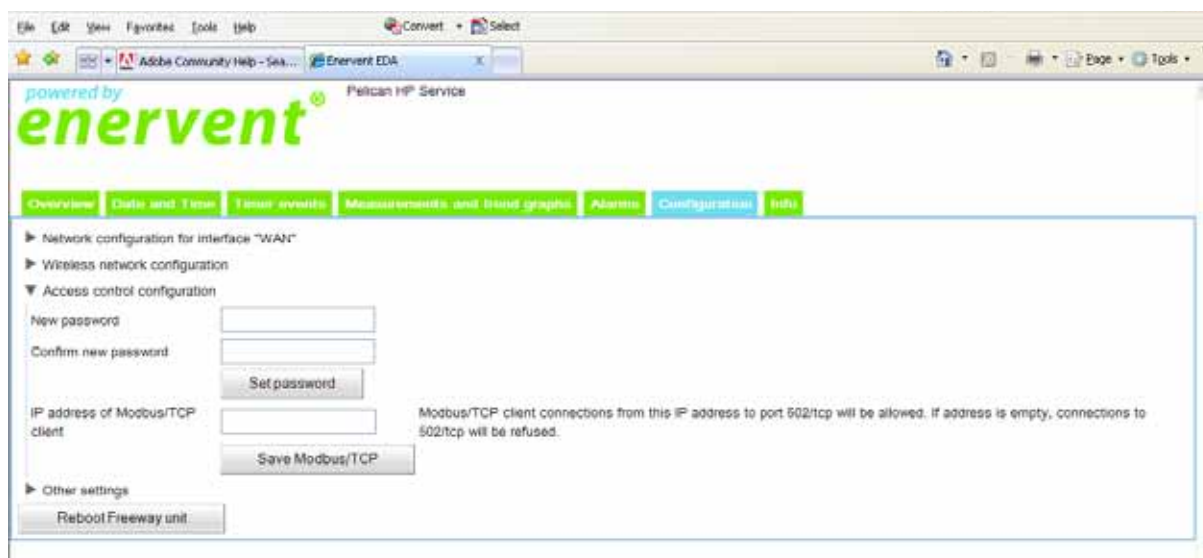 File Edit View Favorites Tools Help Convert Select
Adobe Community Help - Sea... Enervent EDA X Page Tools
powered by
enervent®
Pelican HP Service
Overview Date and Time Timer events Measurements and trend graphs Alarms Configuration Info
Network configuration for interface "WAN"
Wireless network configuration
Access control configuration
New password
Confirm new password
Set password
IP address of Modbus/TCP
client
Modbus/TCP client connections from this IP address to port 502/tcp will be allowed. If address is empty, connections to
502/tcp will be refused.
Save Modbus/TCP
Other settings
Reboot Freeway unit